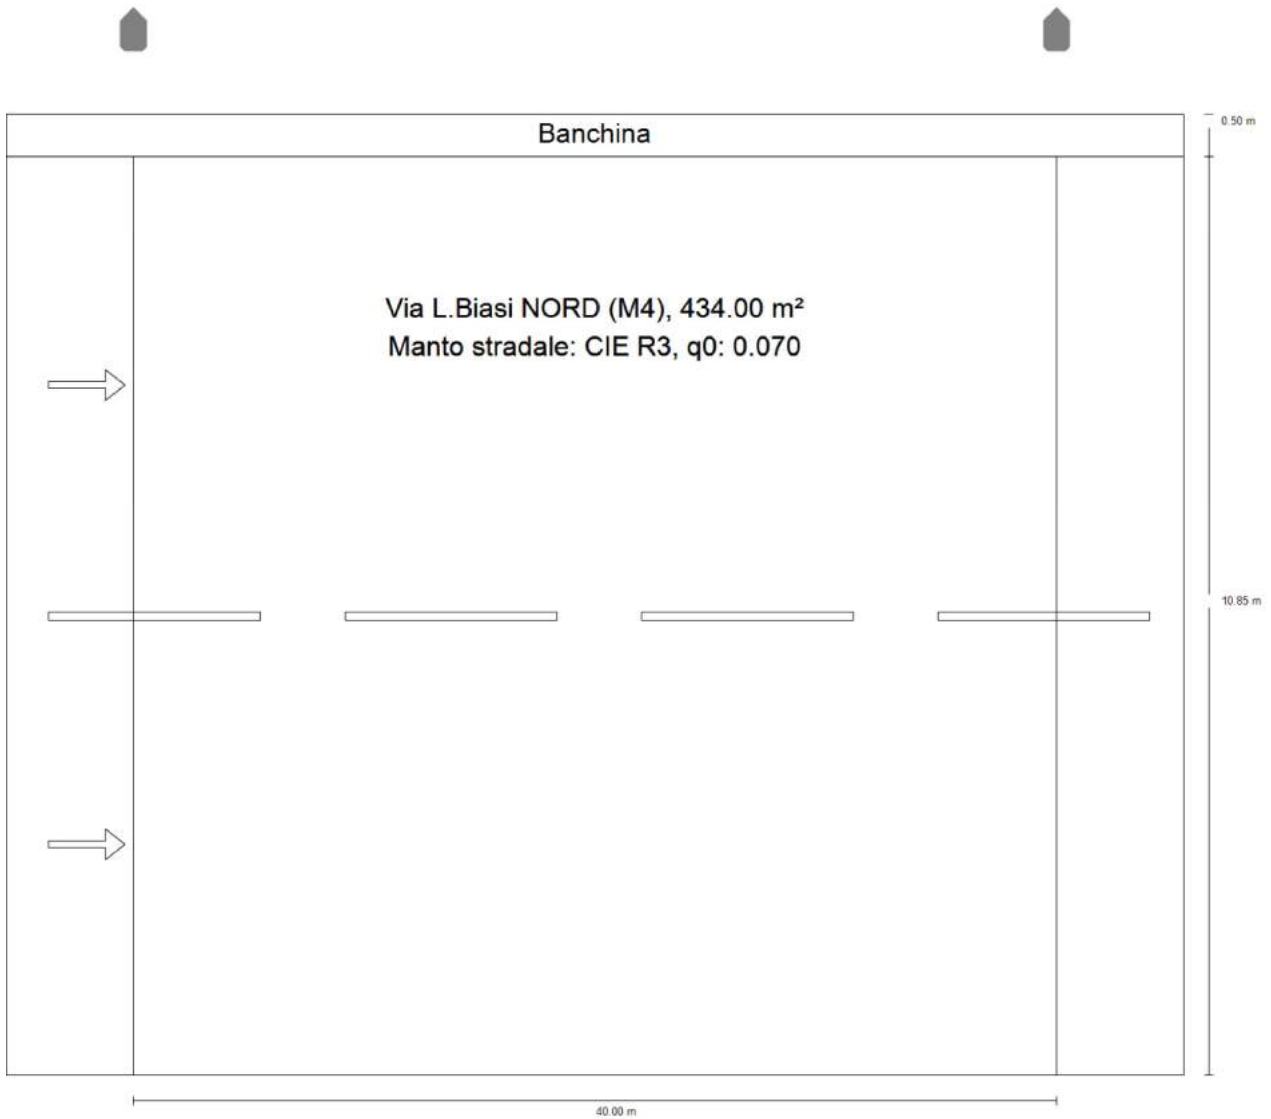 Banchina
0.50 m
Via L.Biasi NORD (M4), 434.00 m²
Manto stradale: CIE R3, q0: 0.070
10.85 m
40.00 m